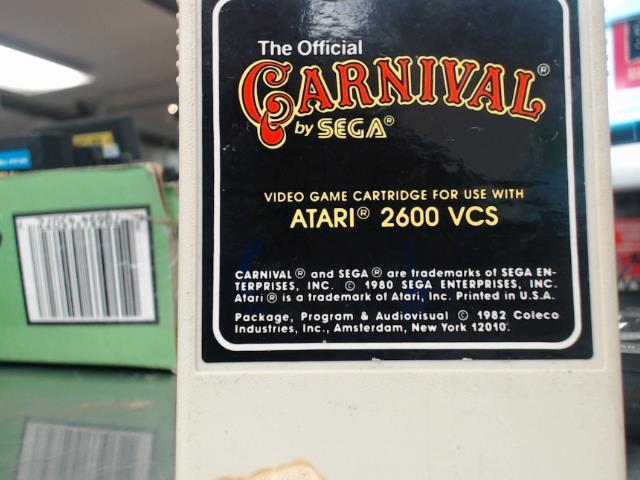 The Official
CARNIVAL®
by SEGA®
VIDEO GAME CARTRIDGE FOR USE WITH
ATARI® 2600 VCS
CARNIVAL® and SEGA® are trademarks of SEGA EN-
TERPRISES, INC. © 1980 SEGA ENTERPRISES, INC.
Atari® is a trademark of Atari, Inc. Printed in U.S.A.
Package, Program & Audiovisual © 1982 Coleco
Industries, Inc., Amsterdam, New York 12010.